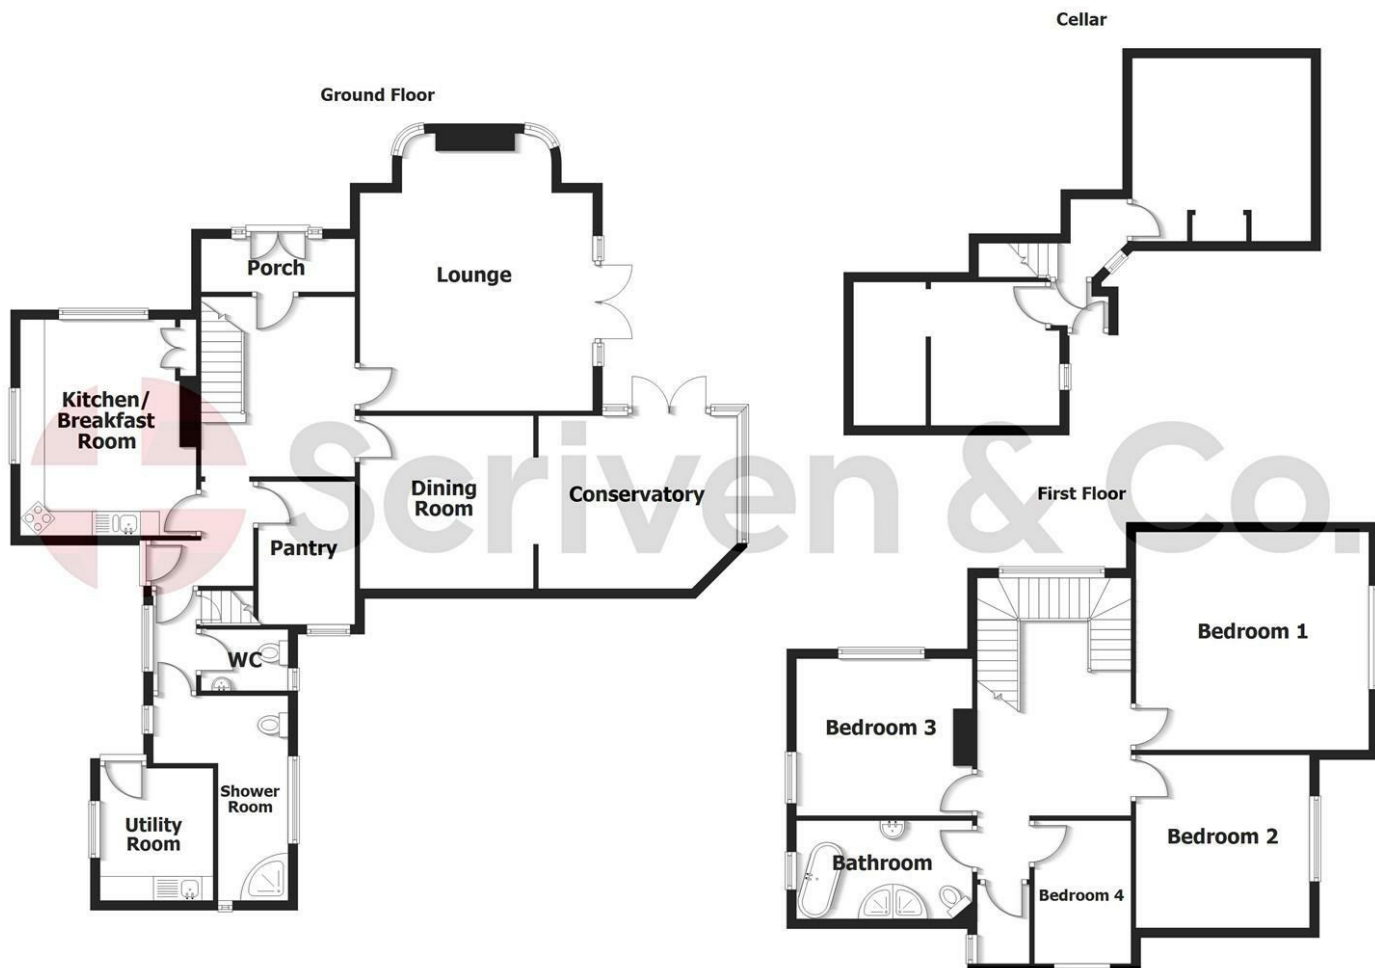 Cellar
Ground Floor
Porch
Lounge
Kitchen/
Breakfast
Room
Dining
Room
Conservatory
Pantry
WC
Shower
Room
Utility
Room
Scriven & Co.
First Floor
Bedroom 1
Bedroom 3
Bedroom 2
Bathroom
Bedroom 4